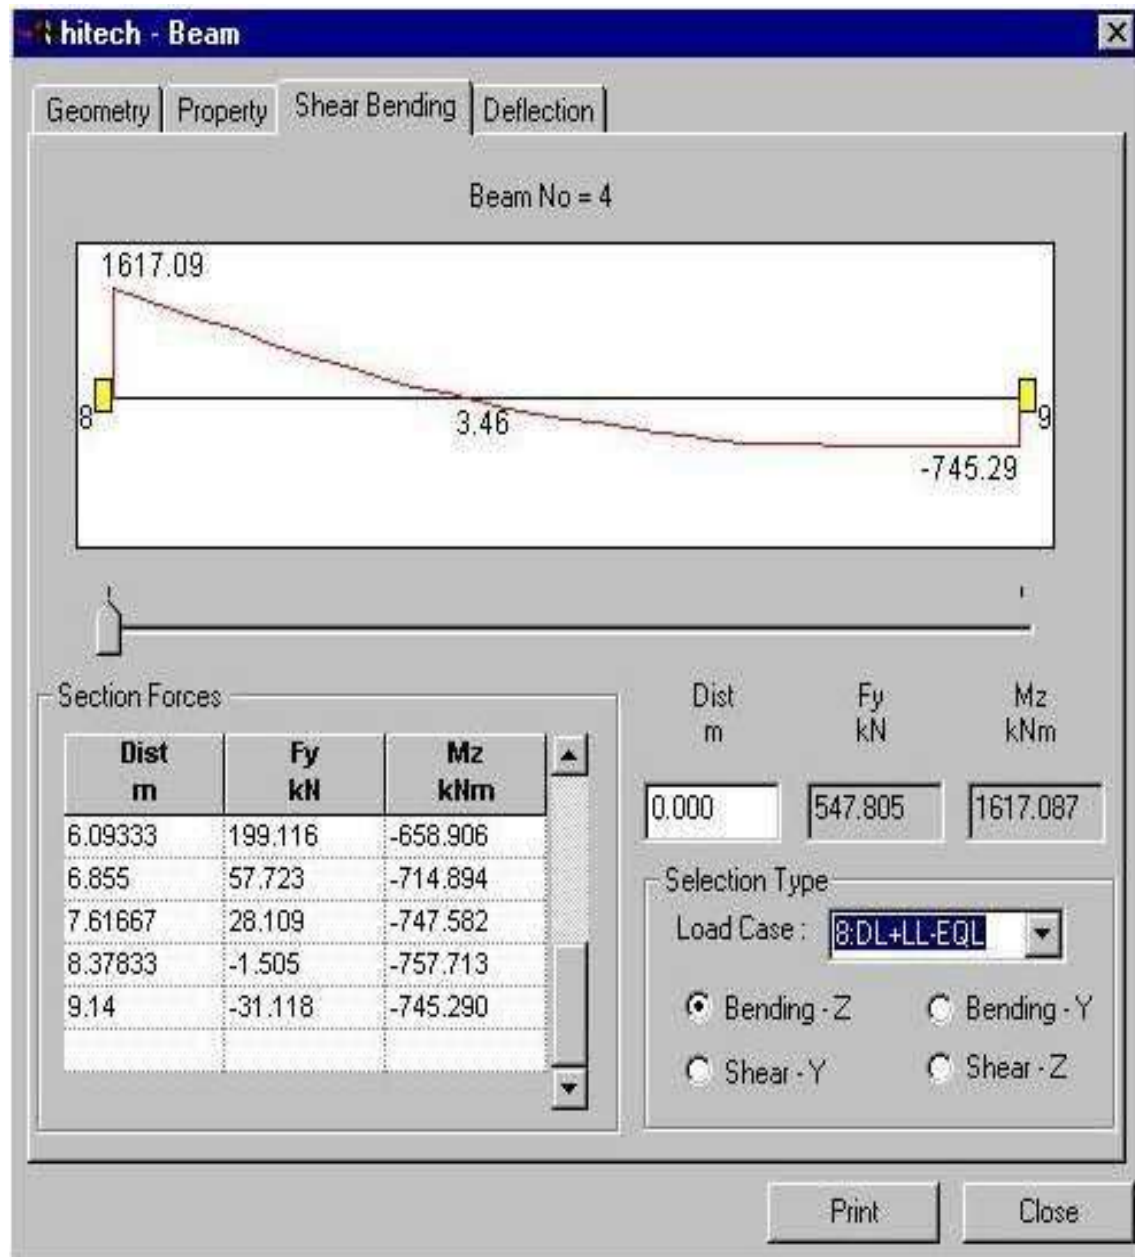 hitech - Beam
Geometry Property Shear Bending Deflection
Beam No = 4
1617.09
8 3.46 9
-745.29
Section Forces
Dist Fy Mz
m kN kNm
6.09333 199.116 -658.906
6.855 57.723 -714.894
7.61667 28.109 -747.582
8.37833 -1.505 -757.713
9.14 -31.118 -745.290
Dist Fy Mz
m kN kNm
0.000 547.805 1617.087
Selection Type
Load Case : 8:DL+LL-EQL
Bending - Z Bending - Y
Shear - Y Shear - Z
Print Close